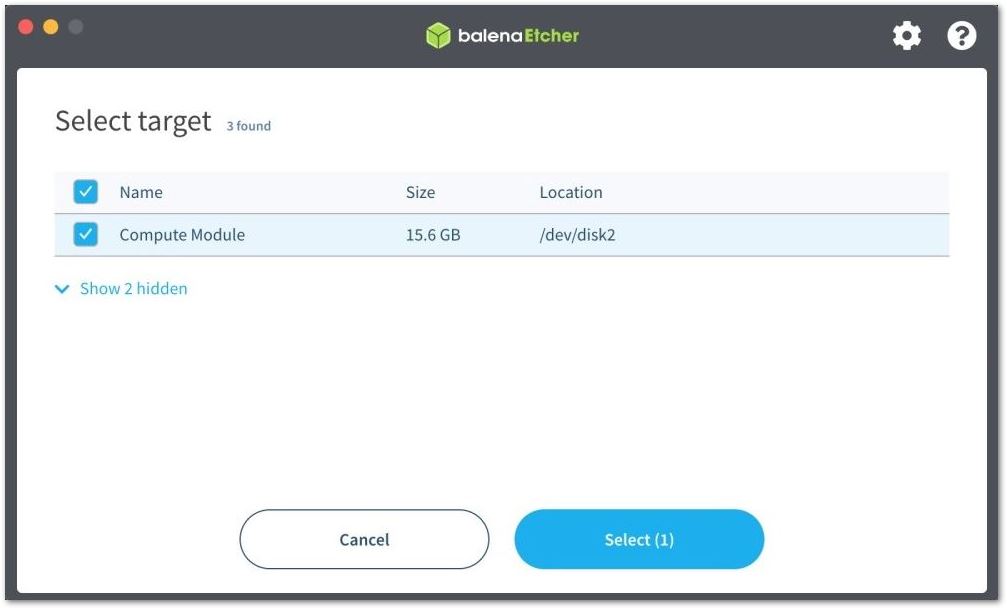 balenaEtcher
Select target 3 found
Name Size Location
Compute Module 15.6 GB /dev/disk2
Show 2 hidden
Cancel Select (1)